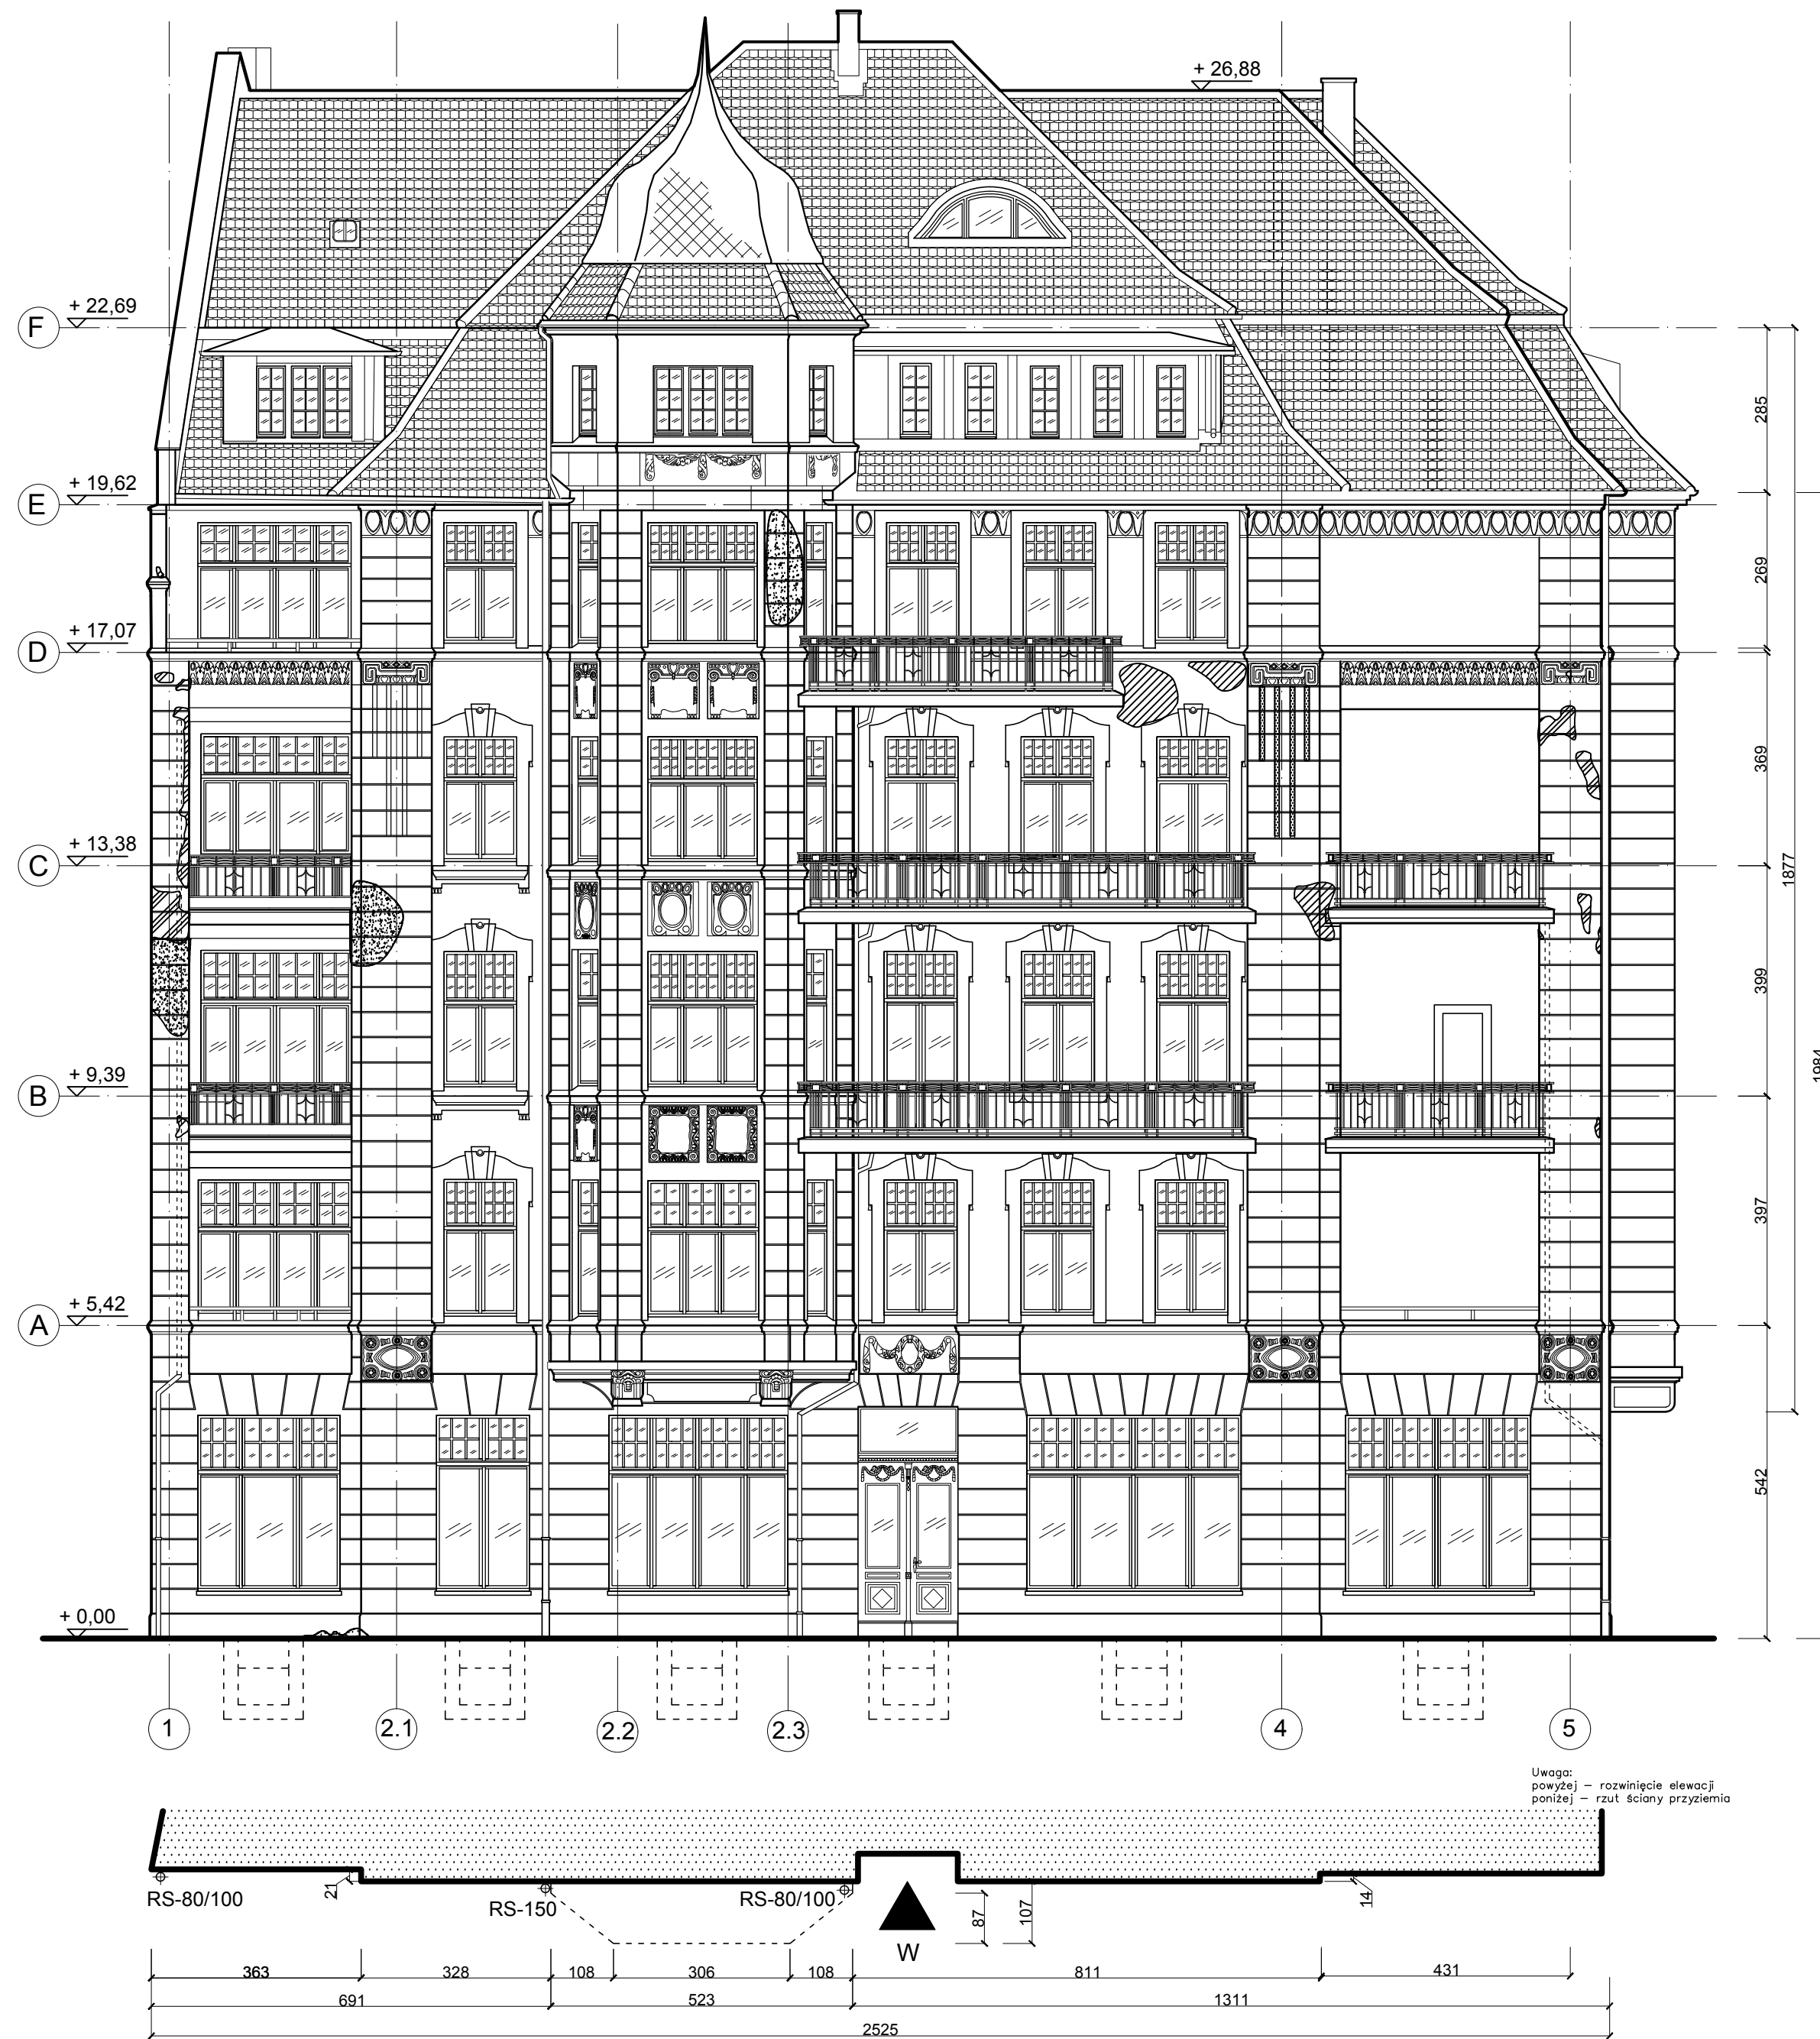 + 26,88
F
+ 22,69
285
E
+ 19,62
269
D
+ 17,07
369
C
+ 13,38
1877
399
B
+ 9,39
1984
397
A
+ 5,42
542
+ 0,00
1
2.1
2.2
2.3
4
5
Uwaga:
powyżej – rozwinięcie elewacji
poniżej – rzut ściany przyziemia
RS-80/100
21
RS-150
RS-80/100
W
87
107
14
363
328
108
306
108
811
431
691
523
1311
2525